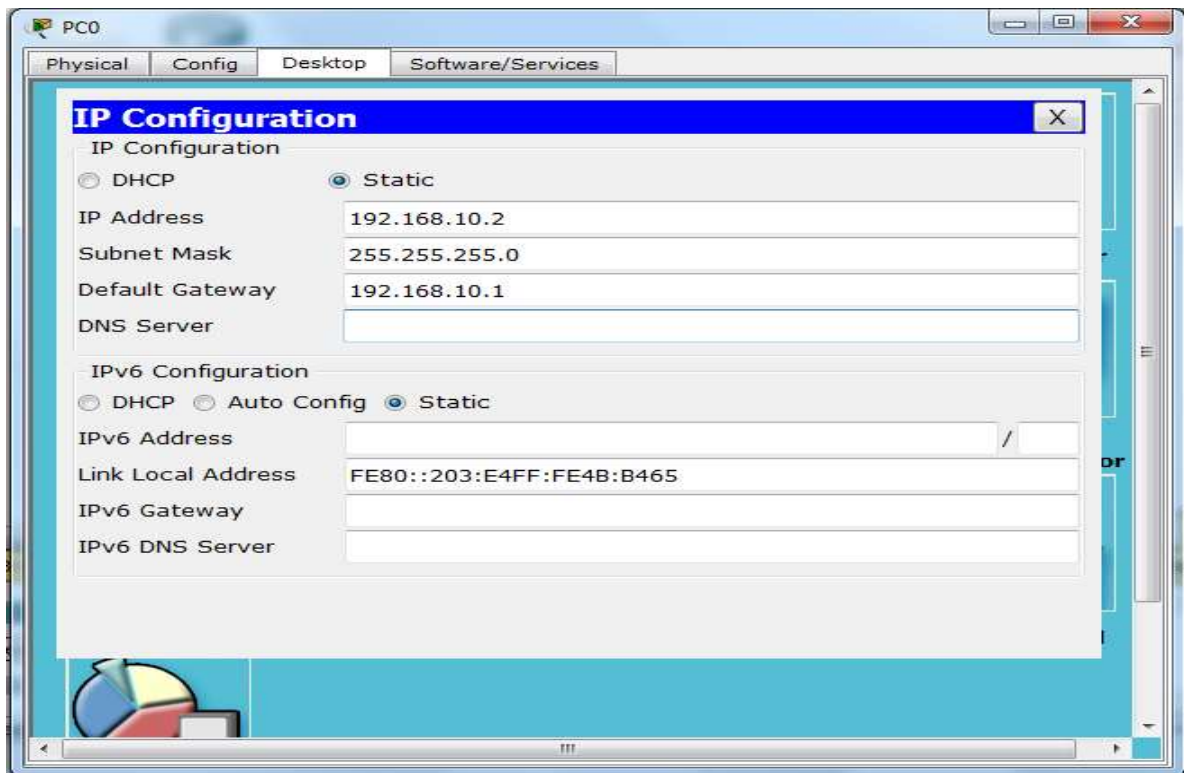 PC0
Physical Config Desktop Software/Services
IP Configuration X
IP Configuration
DHCP Static
IP Address 192.168.10.2
Subnet Mask 255.255.255.0
Default Gateway 192.168.10.1
DNS Server
IPv6 Configuration
DHCP Auto Config Static
IPv6 Address /
Link Local Address FE80::203:E4FF:FE4B:B465
IPv6 Gateway
IPv6 DNS Server
or